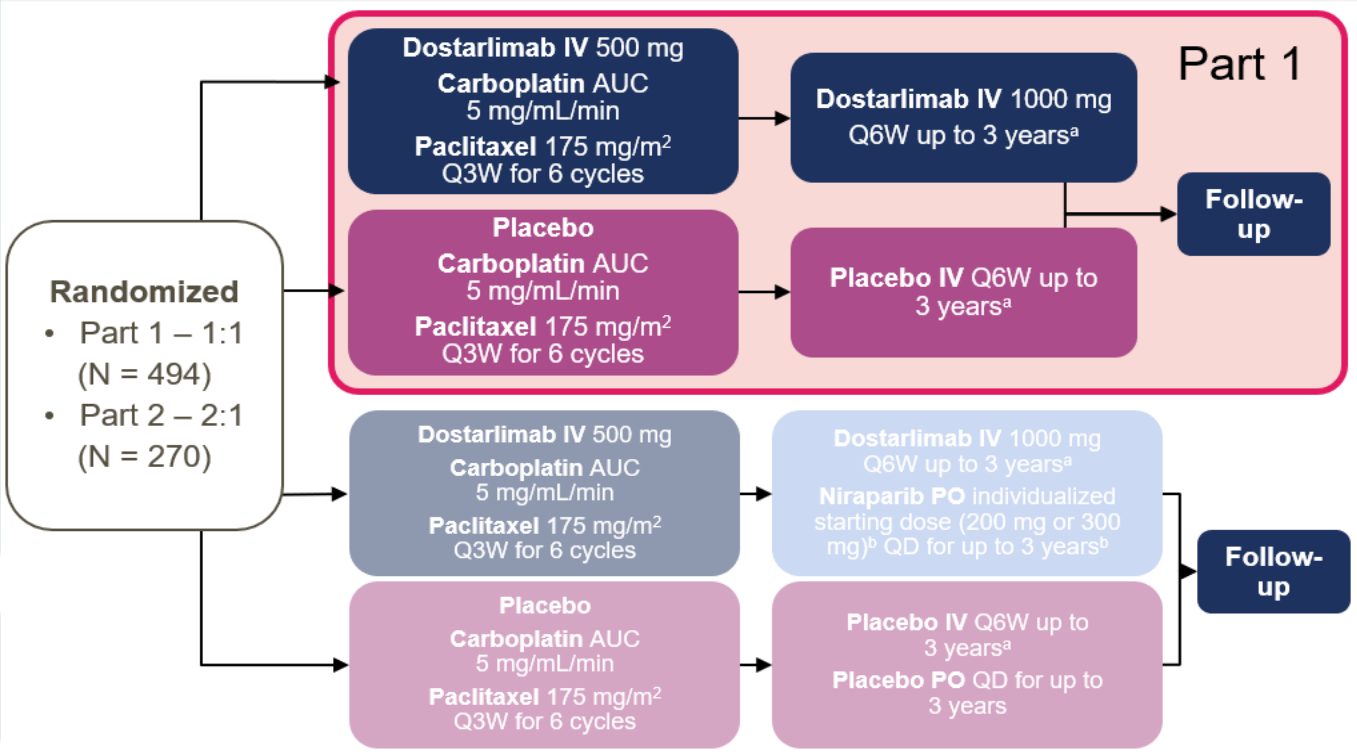 Part 1
Dostarlimab IV 500 mg
Carboplatin AUC
5 mg/mL/min
Paclitaxel 175 mg/m²
Q3W for 6 cycles
Dostarlimab IV 1000 mg
Q6W up to 3 yearsᵃ
Placebo
Carboplatin AUC
5 mg/mL/min
Paclitaxel 175 mg/m²
Q3W for 6 cycles
Placebo IV Q6W up to
3 yearsᵃ
Follow-
up
Randomized
• Part 1 – 1:1
(N = 494)
• Part 2 – 2:1
(N = 270)
Dostarlimab IV 500 mg
Carboplatin AUC
5 mg/mL/min
Paclitaxel 175 mg/m²
Q3W for 6 cycles
Dostarlimab IV 1000 mg
Q6W up to 3 yearsᵃ
Niraparib PO individualized
starting dose (200 mg or 300
mg)ᵇ QD for up to 3 yearsᵇ
Placebo
Carboplatin AUC
5 mg/mL/min
Paclitaxel 175 mg/m²
Q3W for 6 cycles
Placebo IV Q6W up to
3 yearsᵃ
Placebo PO QD for up to
3 years
Follow-
up